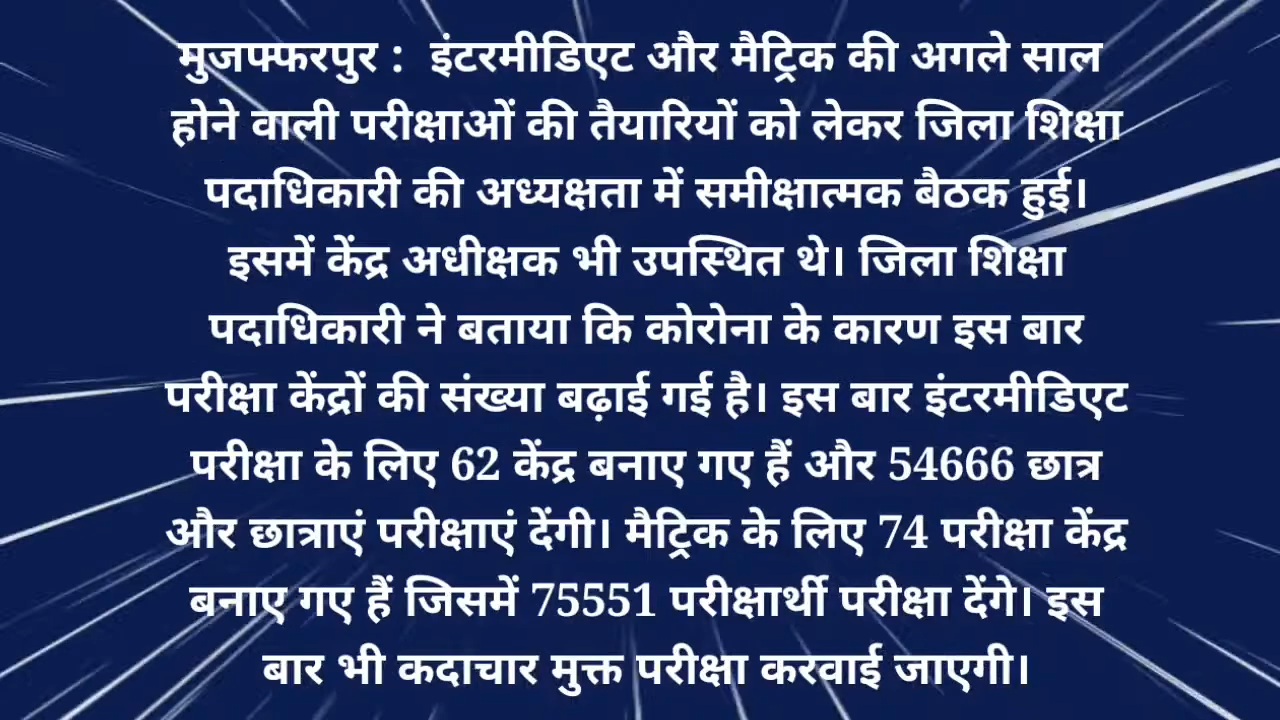 मुजफ्फरपुर : इंटरमीडिएट और मैट्रिक की अगले साल
होने वाली परीक्षाओं की तैयारियों को लेकर जिला शिक्षा
पदाधिकारी की अध्यक्षता में समीक्षात्मक बैठक हुई।
इसमें केंद्र अधीक्षक भी उपस्थित थे। जिला शिक्षा
पदाधिकारी ने बताया कि कोरोना के कारण इस बार
परीक्षा केंद्रों की संख्या बढ़ाई गई है। इस बार इंटरमीडिएट
परीक्षा के लिए 62 केंद्र बनाए गए हैं और 54666 छात्र
और छात्राएं परीक्षाएं देंगी। मैट्रिक के लिए 74 परीक्षा केंद्र
बनाए गए हैं जिसमें 75551 परीक्षार्थी परीक्षा देंगे। इस
बार भी कदाचार मुक्त परीक्षा करवाई जाएगी।